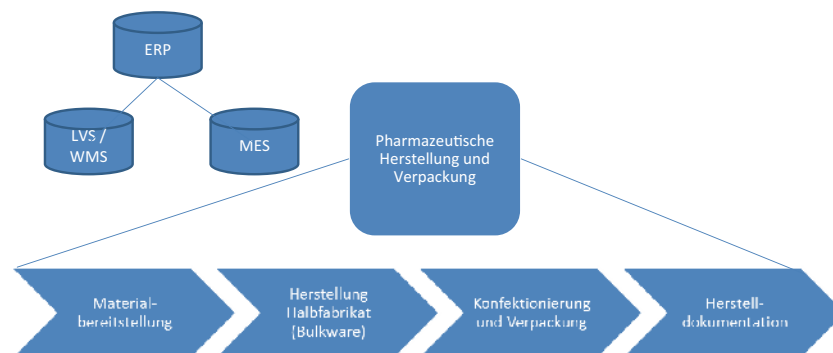 ERP
LVS /
WMS
MES
Pharmazeutische
Herstellung und
Verpackung
Material-
bereitstellung
Herstellung
Halbfabrikat
(Bulkware)
Konfektionierung
und Verpackung
Herstell-
dokumentation